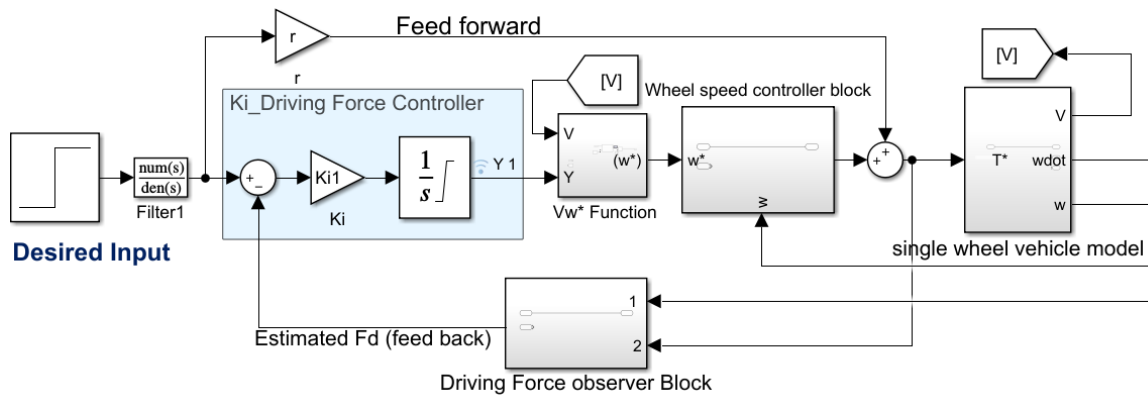 Feed forward
r
r
[V]
[V]
Ki_Driving Force Controller
Wheel speed controller block
num(s)
den(s)
Filter1
+
−
Ki1
Ki
1
s
Y 1
V
Y
(w*)
Vw* Function
w*
w
+
+
T*
V
wdot
w
Desired Input
single wheel vehicle model
Estimated Fd (feed back)
1
2
Driving Force observer Block